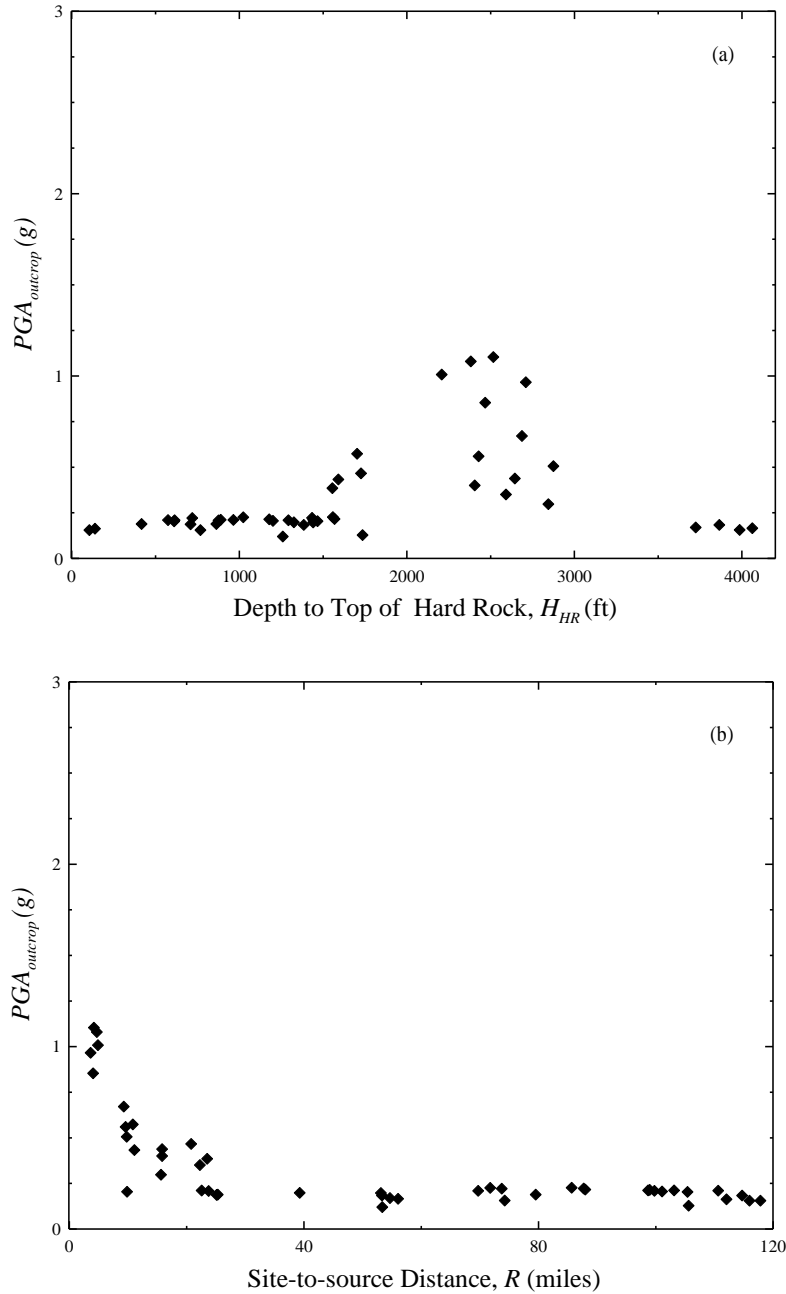 3
(a)
2
PGAoutcrop(g)
1
0
0 1000 2000 3000 4000
Depth to Top of Hard Rock, HHR (ft)
3
(b)
2
PGAoutcrop(g)
1
0
0 40 80 120
Site-to-source Distance, R (miles)